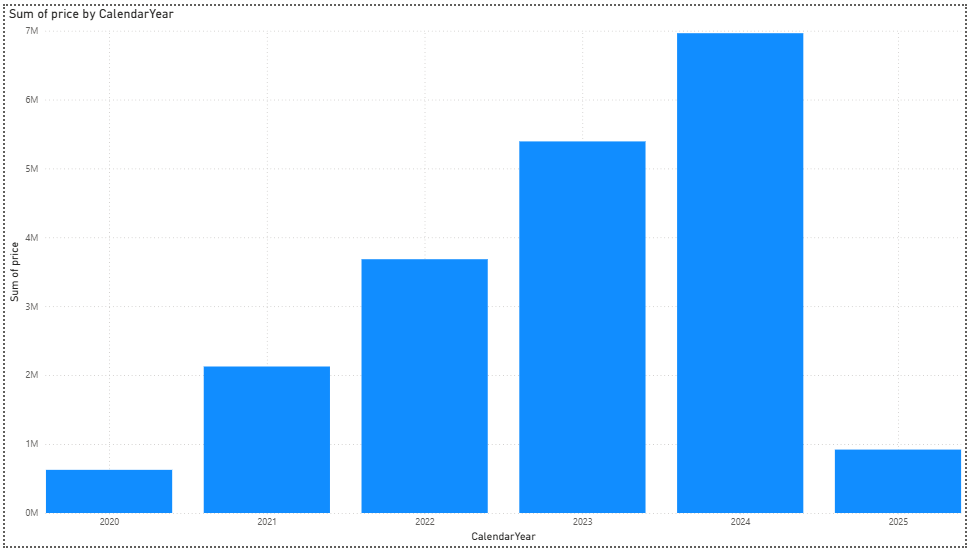 Sum of price by CalendarYear
7M
6M
5M
4M
3M
2M
1M
0M
Sum of price
2020 2021 2022 2023 2024 2025
CalendarYear